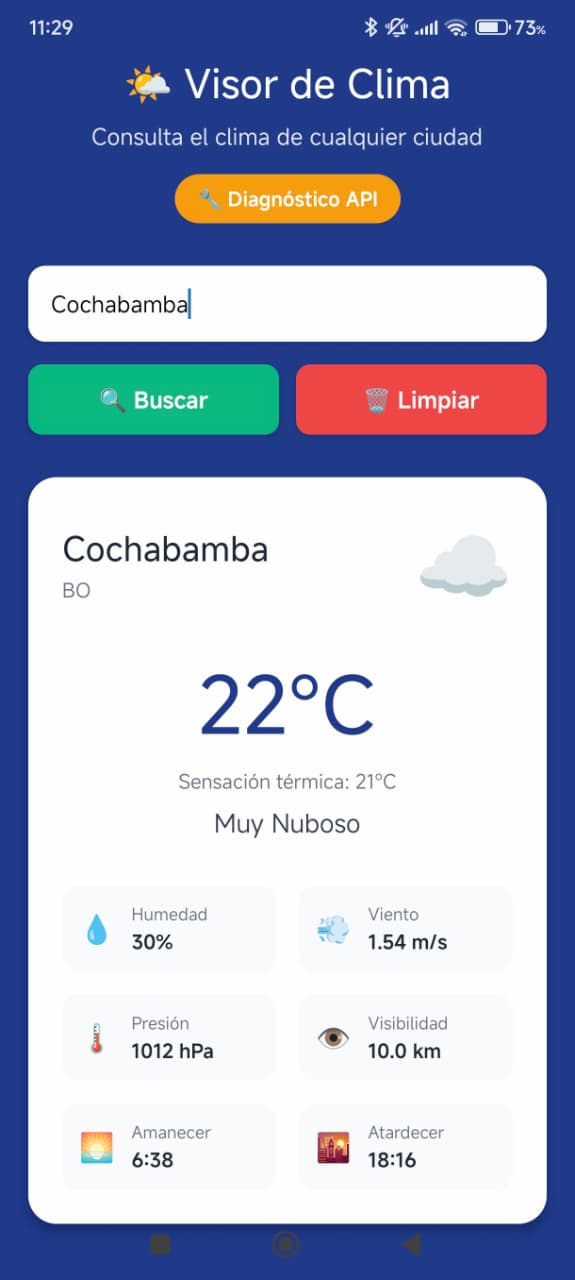 11:29 73%
Visor de Clima
Consulta el clima de cualquier ciudad
Diagnóstico API
Cochabamba
Buscar Limpiar
Cochabamba
BO
22°C
Sensación térmica: 21°C
Muy Nuboso
Humedad Viento
30% 1.54 m/s
Presión Visibilidad
1012 hPa 10.0 km
Amanecer Atardecer
6:38 18:16